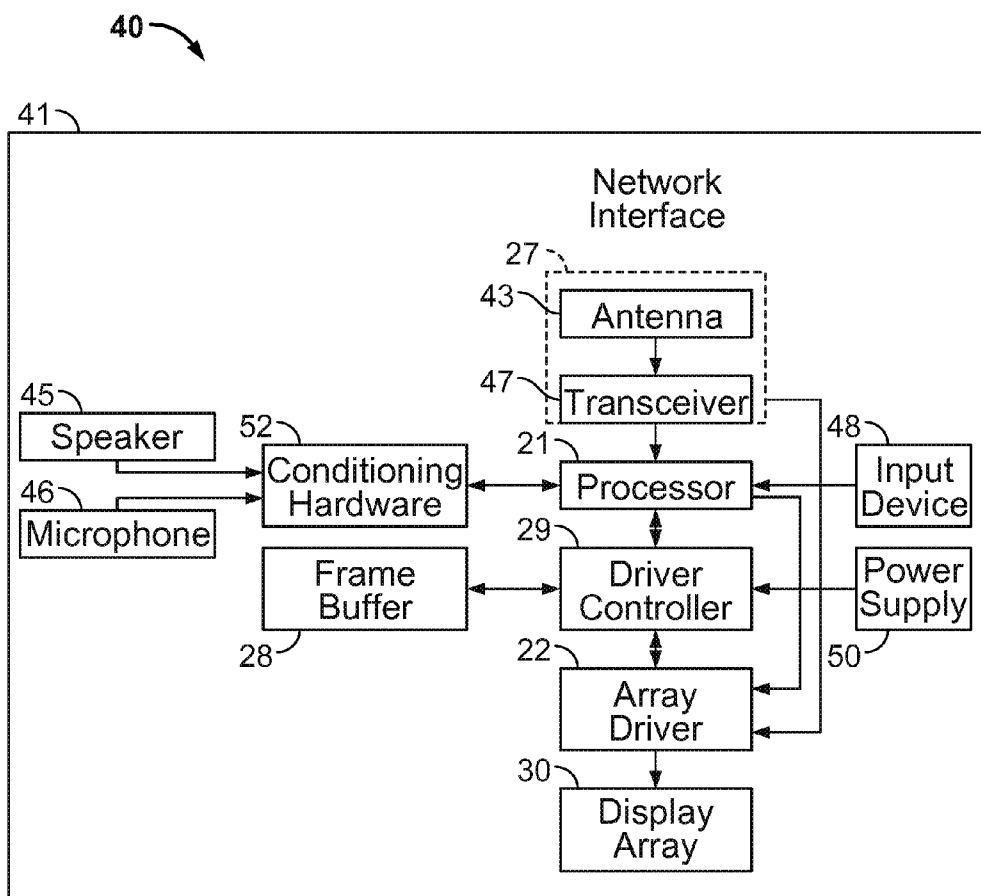 40
41
Network
Interface
27
43
Antenna
47
Transceiver
45
Speaker
52
Conditioning
Hardware
21
Processor
48
Input
Device
46
Microphone
29
Frame
Buffer
28
Driver
Controller
Power
Supply
50
22
Array
Driver
30
Display
Array